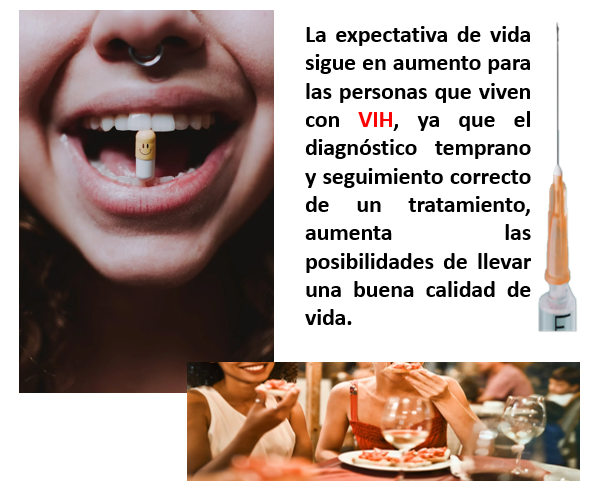 La expectativa de vida
sigue en aumento para
las personas que viven
con VIH, ya que el
diagnóstico temprano
y seguimiento correcto
de un tratamiento,
aumenta las
posibilidades de llevar
una buena calidad de
vida.